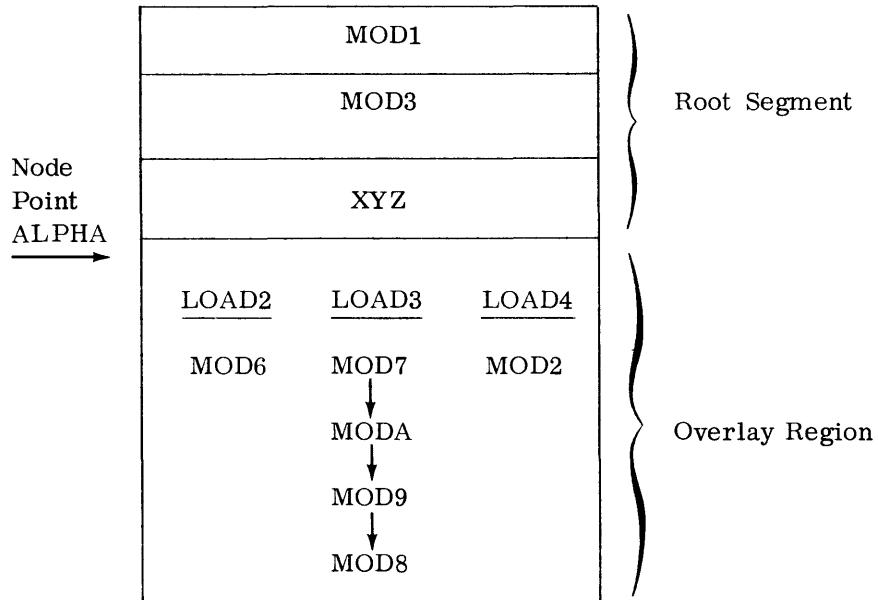 MOD1
MOD3
Root Segment
Node
Point
ALPHA
XYZ
LOAD2 LOAD3 LOAD4
MOD6 MOD7 MOD2
MODA
Overlay Region
MOD9
MOD8